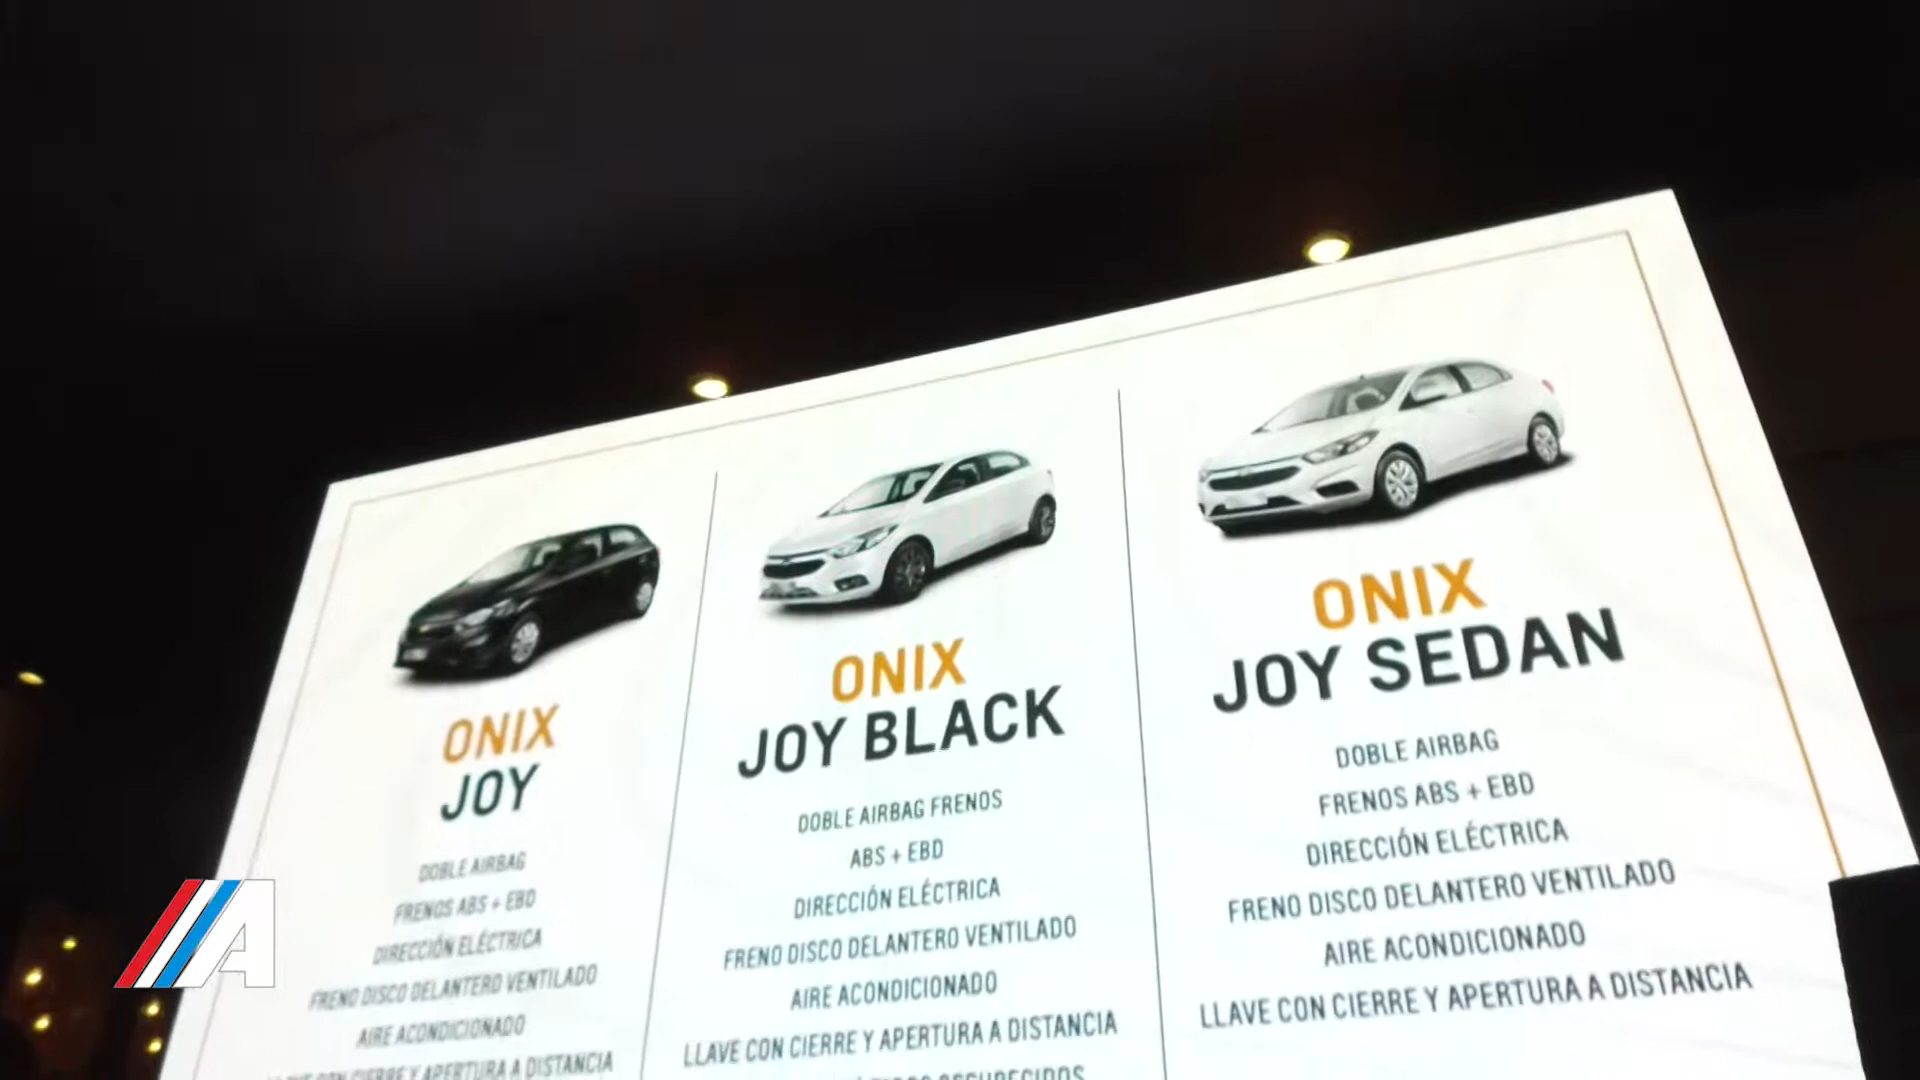 ONIX
JOY
DOBLE AIRBAG
FRENOS ABS + EBD
DIRECCIÓN ELÉCTRICA
FRENO DISCO DELANTERO VENTILADO
AIRE ACONDICIONADO
LLAVE CON CIERRE Y APERTURA A DISTANCIA
ONIX
JOY BLACK
DOBLE AIRBAG FRENOS
ABS + EBD
DIRECCIÓN ELÉCTRICA
FRENO DISCO DELANTERO VENTILADO
AIRE ACONDICIONADO
LLAVE CON CIERRE Y APERTURA A DISTANCIA
ONIX
JOY SEDAN
DOBLE AIRBAG
FRENOS ABS + EBD
DIRECCIÓN ELÉCTRICA
FRENO DISCO DELANTERO VENTILADO
AIRE ACONDICIONADO
LLAVE CON CIERRE Y APERTURA A DISTANCIA
A